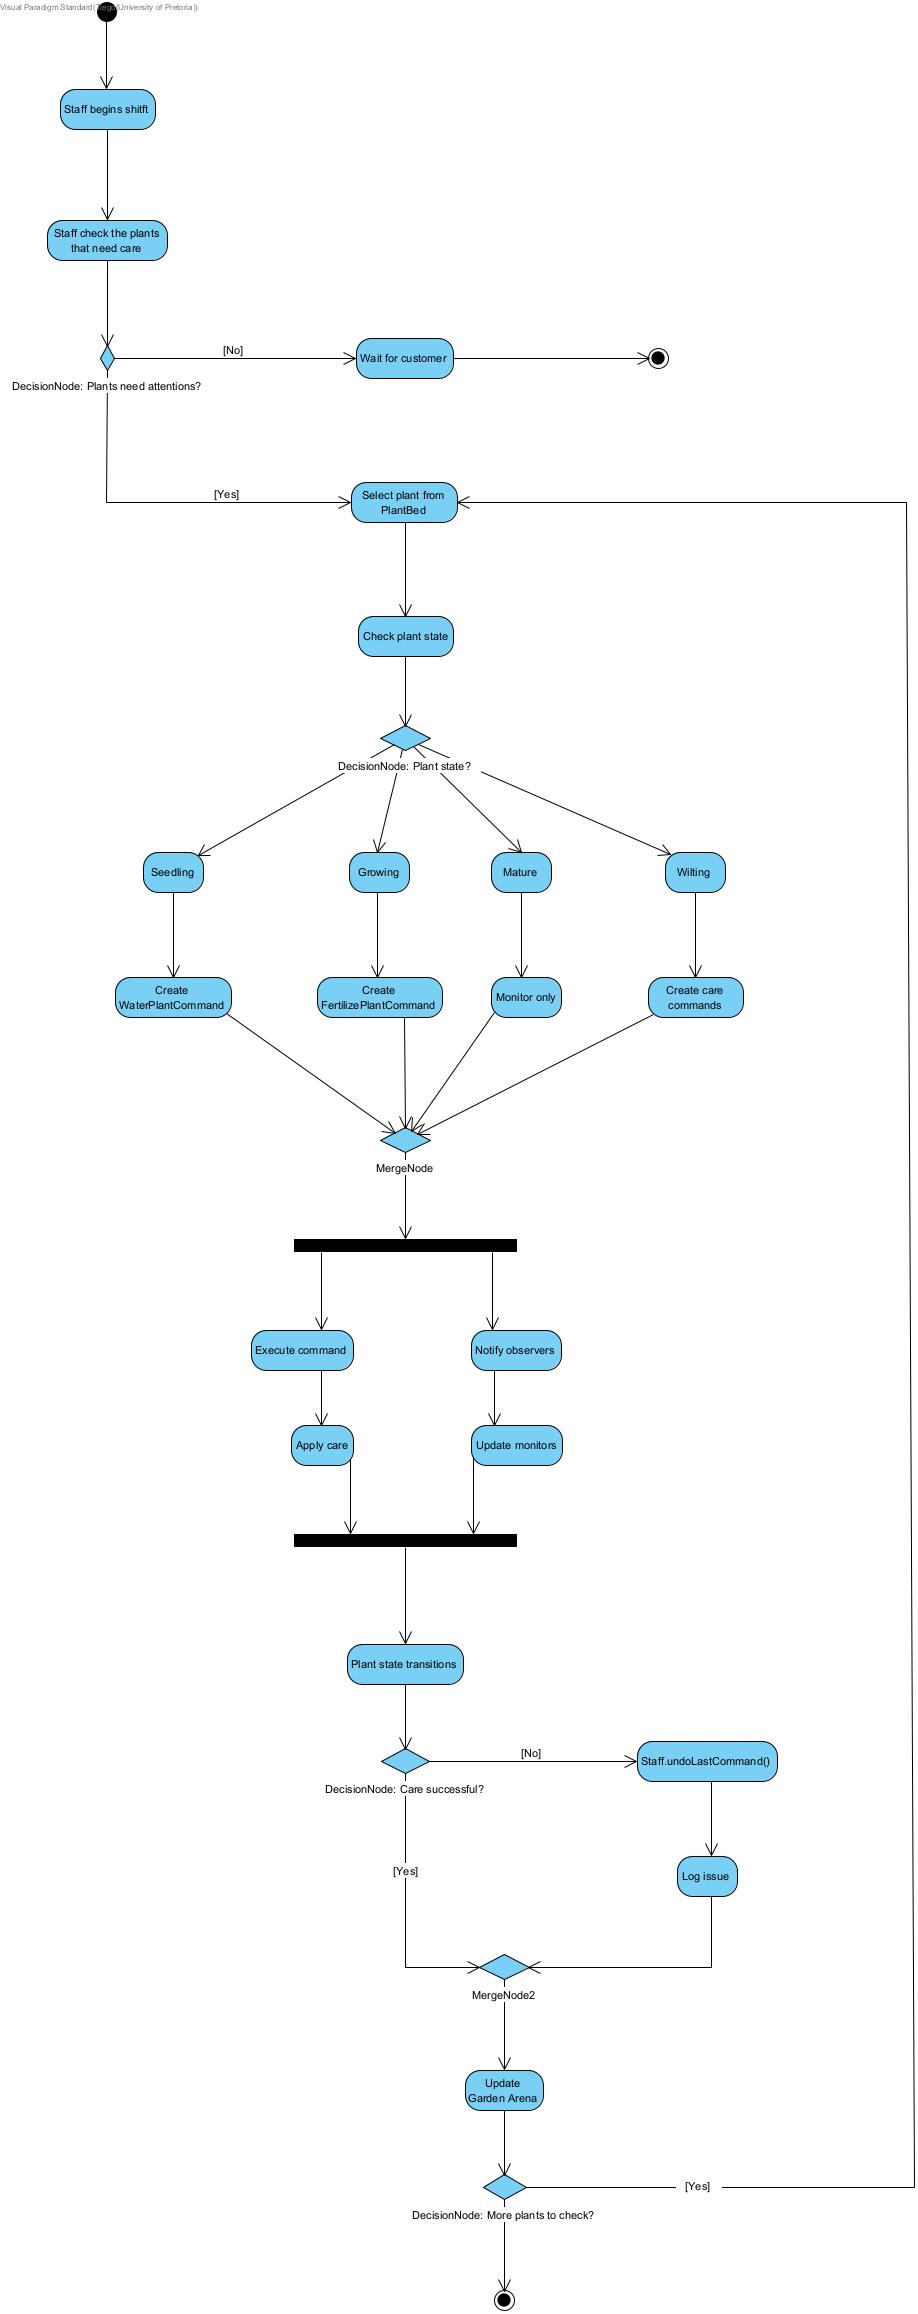 Visual Paradigm Standard(
University of Pretoria))
Staff begins shitft
Staff check the plants
that need care
[No]
Wait for customer
DecisionNode: Plants need attentions?
[Yes]
Select plant from
PlantBed
Check plant state
DecisionNode: Plant state?
Seedling
Growing
Mature
Wilting
Create
WaterPlantCommand
Create
FertilizePlantCommand
Monitor only
Create care
commands
MergeNode
Execute command
Notify observers
Apply care
Update monitors
Plant state transitions
[No]
Staff.undoLastCommand()
DecisionNode: Care successful?
[Yes]
Log issue
MergeNode2
Update
Garden Arena
[Yes]
DecisionNode: More plants to check?